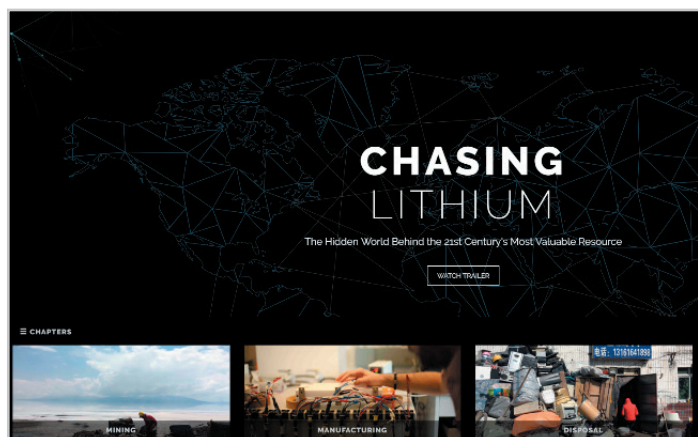 CHASING
LITHIUM
The Hidden World Behind the 21st Century's Most Valuable Resource
WATCH TRAILER
☰ CHAPTERS
MINING
MANUFACTURING
电话：13161641898
DISPOSAL